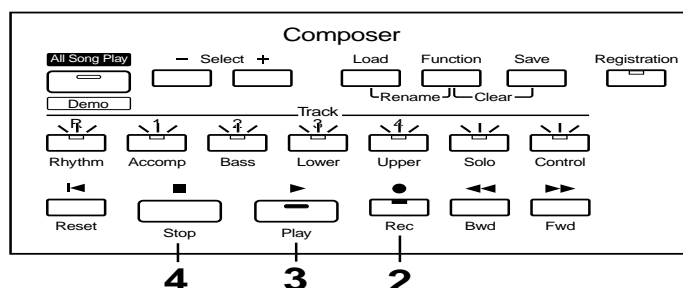 Composer
All Song Play − Select + Load Function Save Registration
Demo Rename Clear
Track
R 1 2 3 4
Rhythm Accomp Bass Lower Upper Solo Control
Reset Stop Play Rec Bwd Fwd
4 3 2